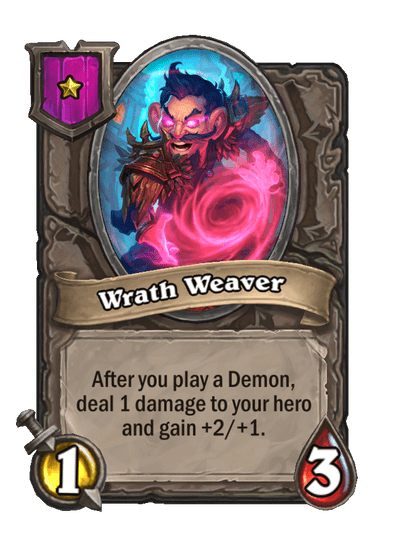 Wrath Weaver
After you play a Demon,
deal 1 damage to your hero
and gain +2/+1.
1
3